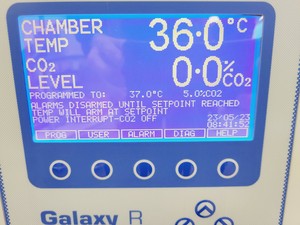 CHAMBER TEMP 36.0°C
CO₂ LEVEL 0.0%CO₂
PROGRAMMED TO: 37.0°C 5.0%CO2
ALARMS DISARMED UNTIL SETPOINT REACHED
TEMP WILL ARM AT SETPOINT
POWER INTERRUPT-CO2 OFF 23/05/23
08:41:52
PROG USER ALARM DIAG HELP
Galaxy R